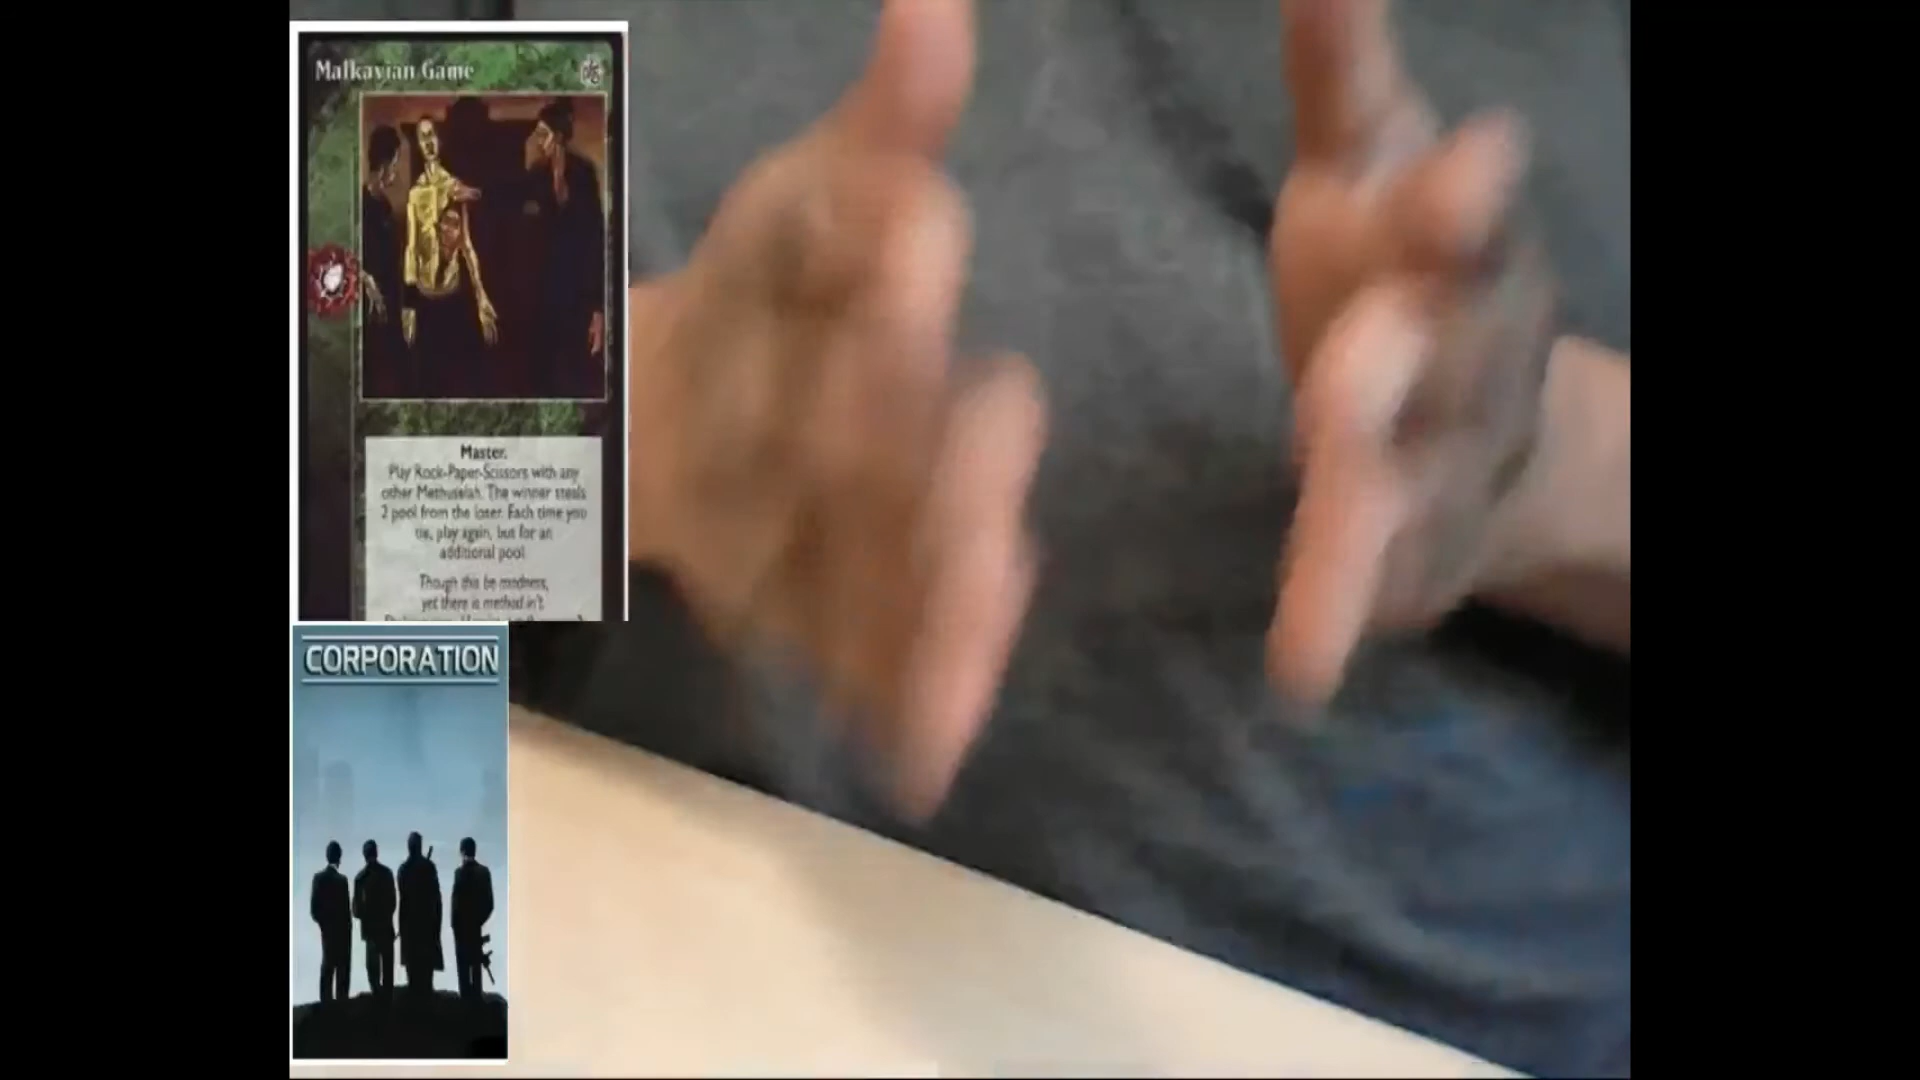 Malkavian Game
Master.
Play Rock-Paper-Scissors with any
other Methuselah. The winner steals
2 pool from the loser. Each time you
tie, play again, but for an
additional pool
Though this be madness,
yet there is method in't.
CORPORATION